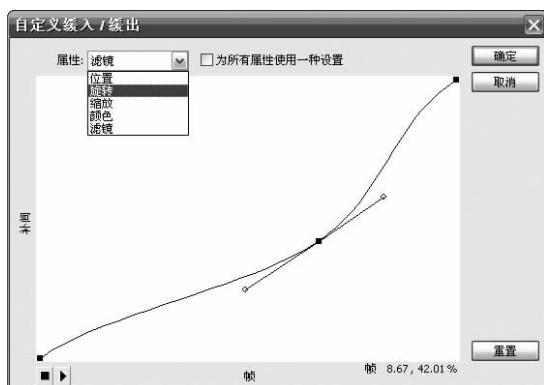 自定义缓入 / 缓出
属性: 滤镜
为所有属性使用一种设置
确定
取消
位置
旋转
缩放
颜色
滤镜
补间
重置
帧
帧 8.67, 42.01%